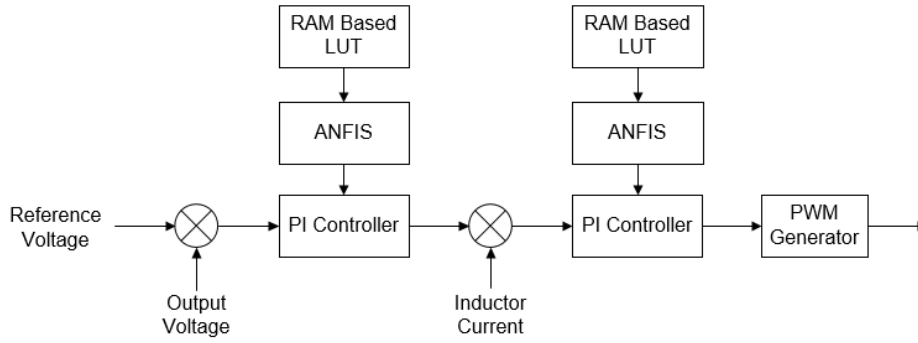 RAM Based
LUT
RAM Based
LUT
ANFIS
ANFIS
Reference
Voltage
PI Controller
PI Controller
PWM
Generator
Output
Voltage
Inductor
Current